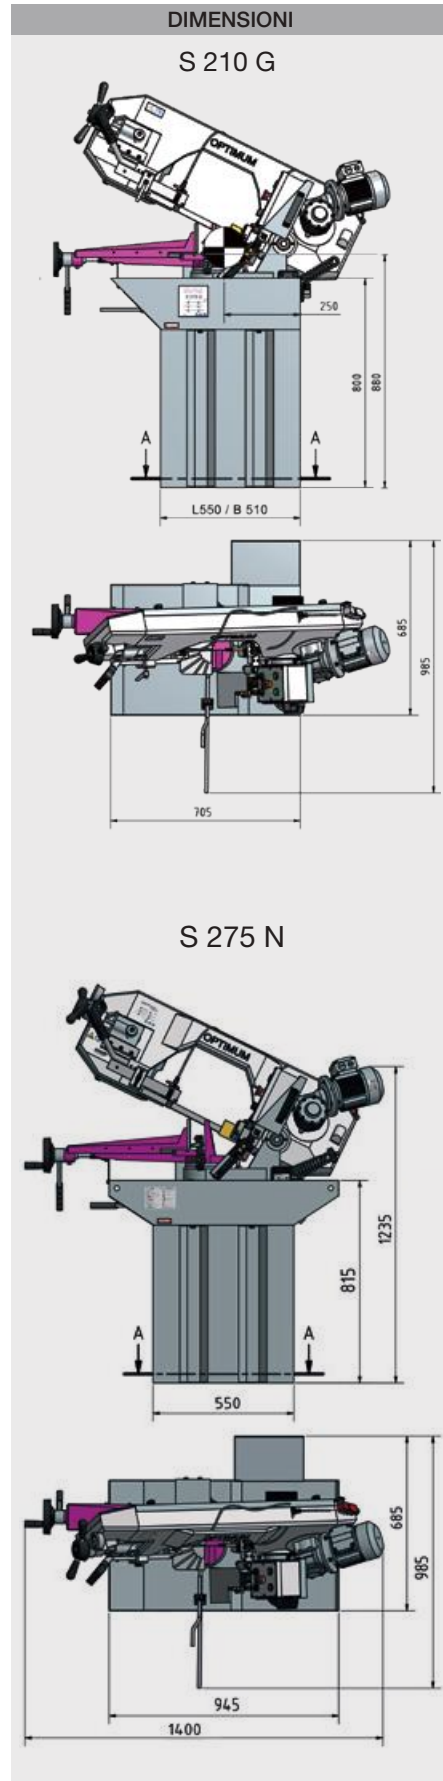 DIMENSIONI
S 210 G
OPTIMUM
250
800
880
A
A
L550 / B 510
685
985
705
S 275 N
OPTIMUM
1235
815
A
A
550
685
985
945
1400